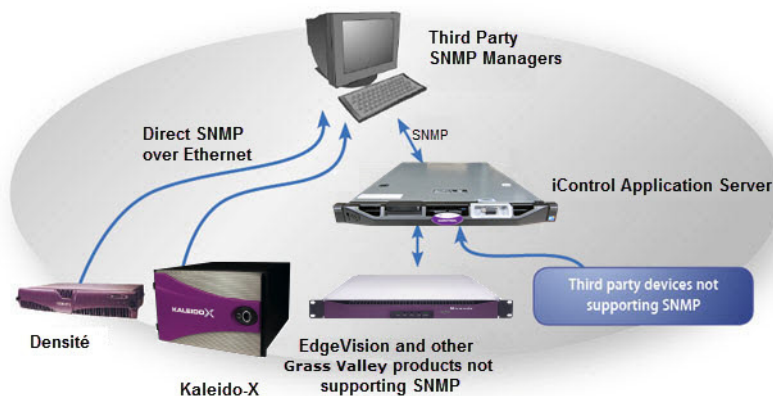 Third Party
SNMP Managers
Direct SNMP
over Ethernet
SNMP
iControl Application Server
Third party devices not
supporting SNMP
KALEIDO X
Densité
EdgeVision and other
Grass Valley products not
supporting SNMP
Kaleido-X